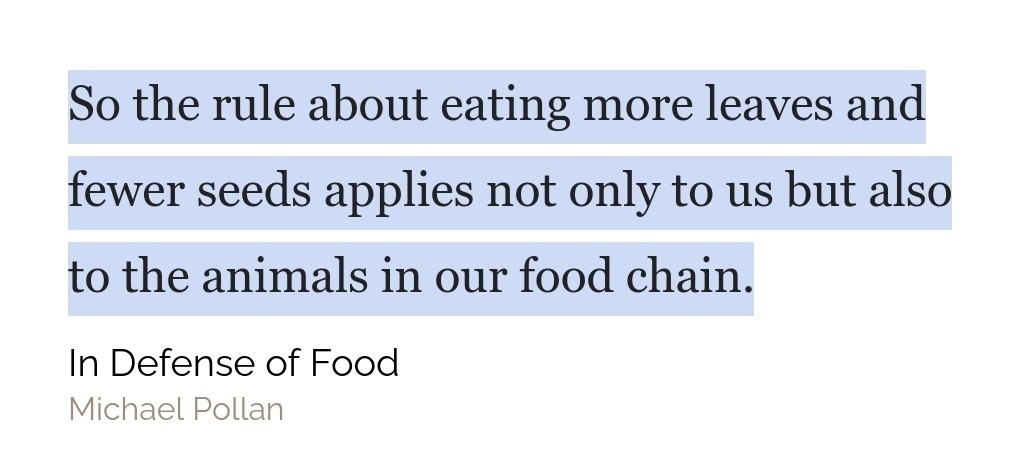 So the rule about eating more leaves and
fewer seeds applies not only to us but also
to the animals in our food chain.
In Defense of Food
Michael Pollan